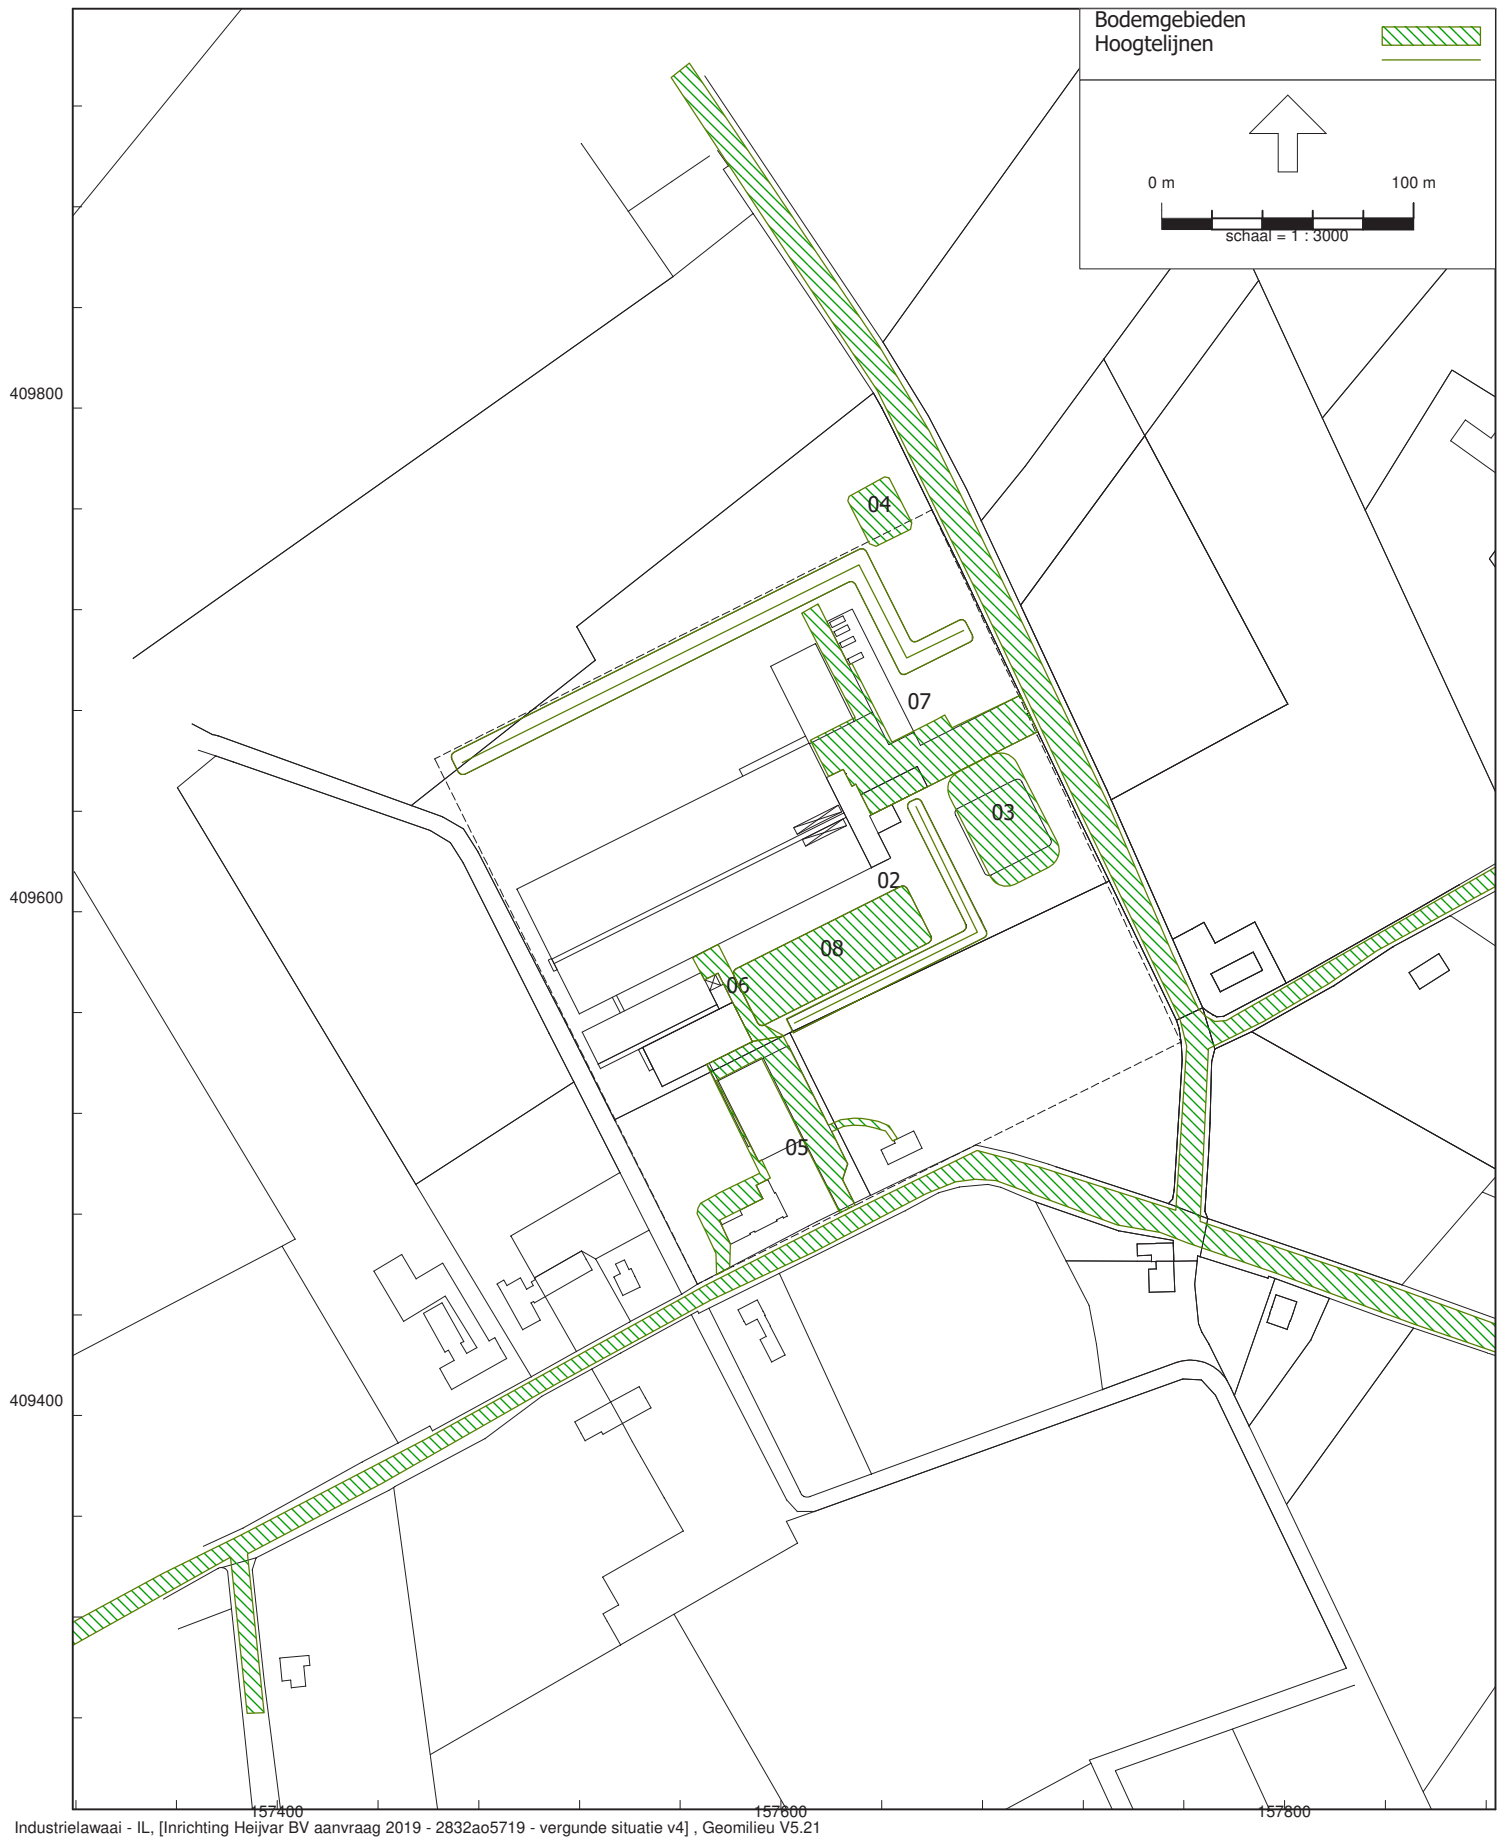 Bodemgebieden
Hoogtelijnen
0 m 100 m
schaal = 1 : 3000
409800
04
07
03
409600
02
08
06
05
409400
157400 157600 157800
Industrielawaai - IL, [Inrichting Heijvar BV aanvraag 2019 - 2832ao5719 - vergunde situatie v4] , Geomilieu V5.21